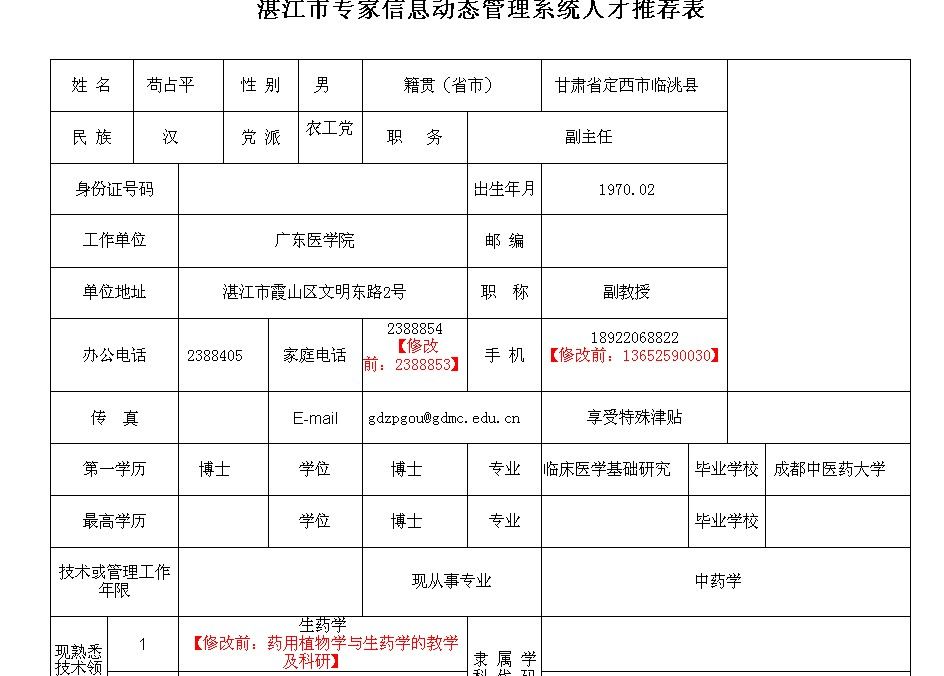 湛江市专家信息动态管理系统人才推荐表
姓 名 苟占平 性 别 男 籍贯（省市） 甘肃省定西市临洮县
民 族 汉 党 派 农工党 职 务 副主任
身份证号码 出生年月 1970.02
工作单位 广东医学院 邮 编
单位地址 湛江市霞山区文明东路2号 职 称 副教授
办公电话 2388405 家庭电话 2388854
【修改
前：2388853】
手 机 18922068822
【修改前：13652590030】
传 真 E-mail gdzpgou@gdmc.edu.cn 享受特殊津贴
第一学历 博士 学位 博士 专业 临床医学基础研究 毕业学校 成都中医药大学
最高学历 学位 博士 专业 毕业学校
技术或管理工作
年限
现从事专业 中药学
现熟悉
技术领
1
生药学
【修改前：药用植物学与生药学的教学
及科研】
隶 属 学
科 代 码